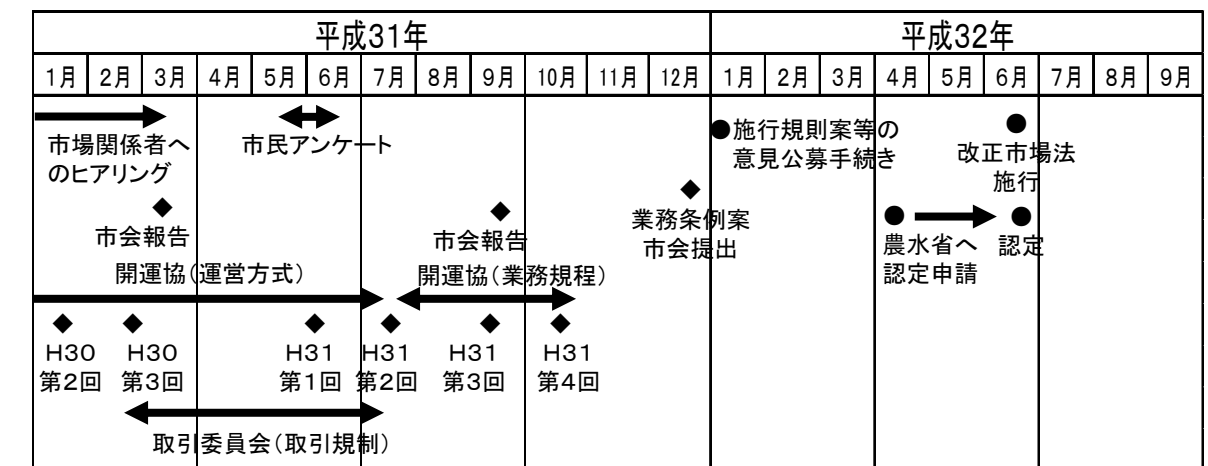 平成31年 平成32年
1月 2月 3月 4月 5月 6月 7月 8月 9月 10月 11月 12月 1月 2月 3月 4月 5月 6月 7月 8月 9月
市場関係者へ
のヒアリング
市民アンケート
●施行規則案等の
意見公募手続き
改正市場法
施行
市会報告
市会報告
業務条例案
市会提出
農水省へ
認定申請
認定
開運協(運営方式)
開運協(業務規程)
H30
第2回
H30
第3回
H31
第1回
H31
第2回
H31
第3回
H31
第4回
取引委員会(取引規制)